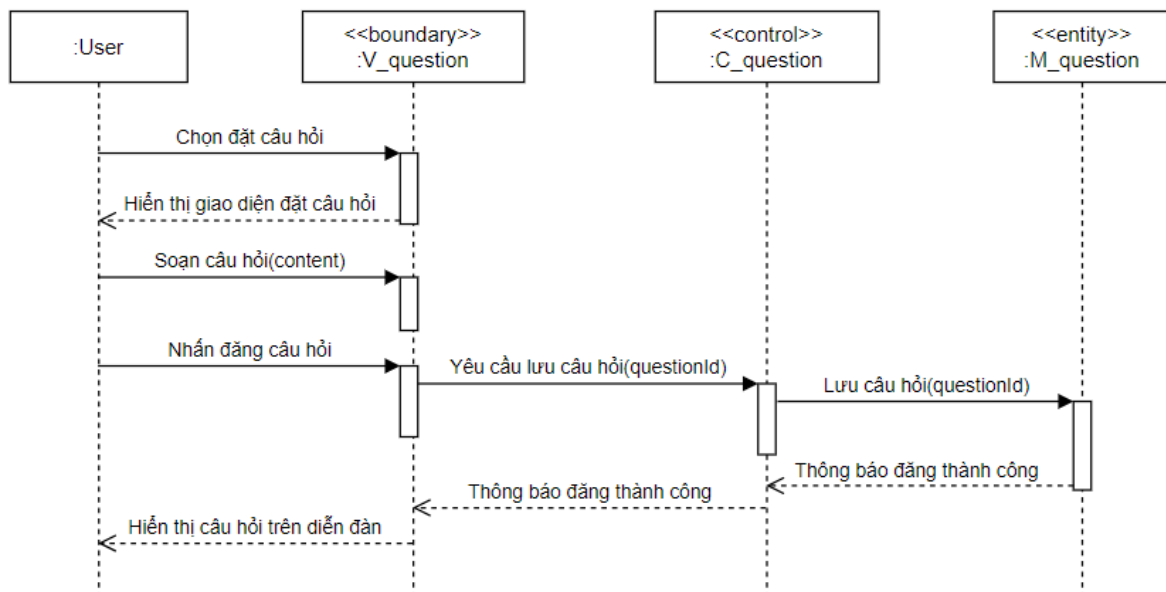 :User
<<boundary>>
:V_question
<<control>>
:C_question
<<entity>>
:M_question
Chọn đặt câu hỏi
Hiển thị giao diện đặt câu hỏi
Soạn câu hỏi(content)
Nhấn đăng câu hỏi
Yêu cầu lưu câu hỏi(questionId)
Lưu câu hỏi(questionId)
Thông báo đăng thành công
Thông báo đăng thành công
Hiển thị câu hỏi trên diễn đàn